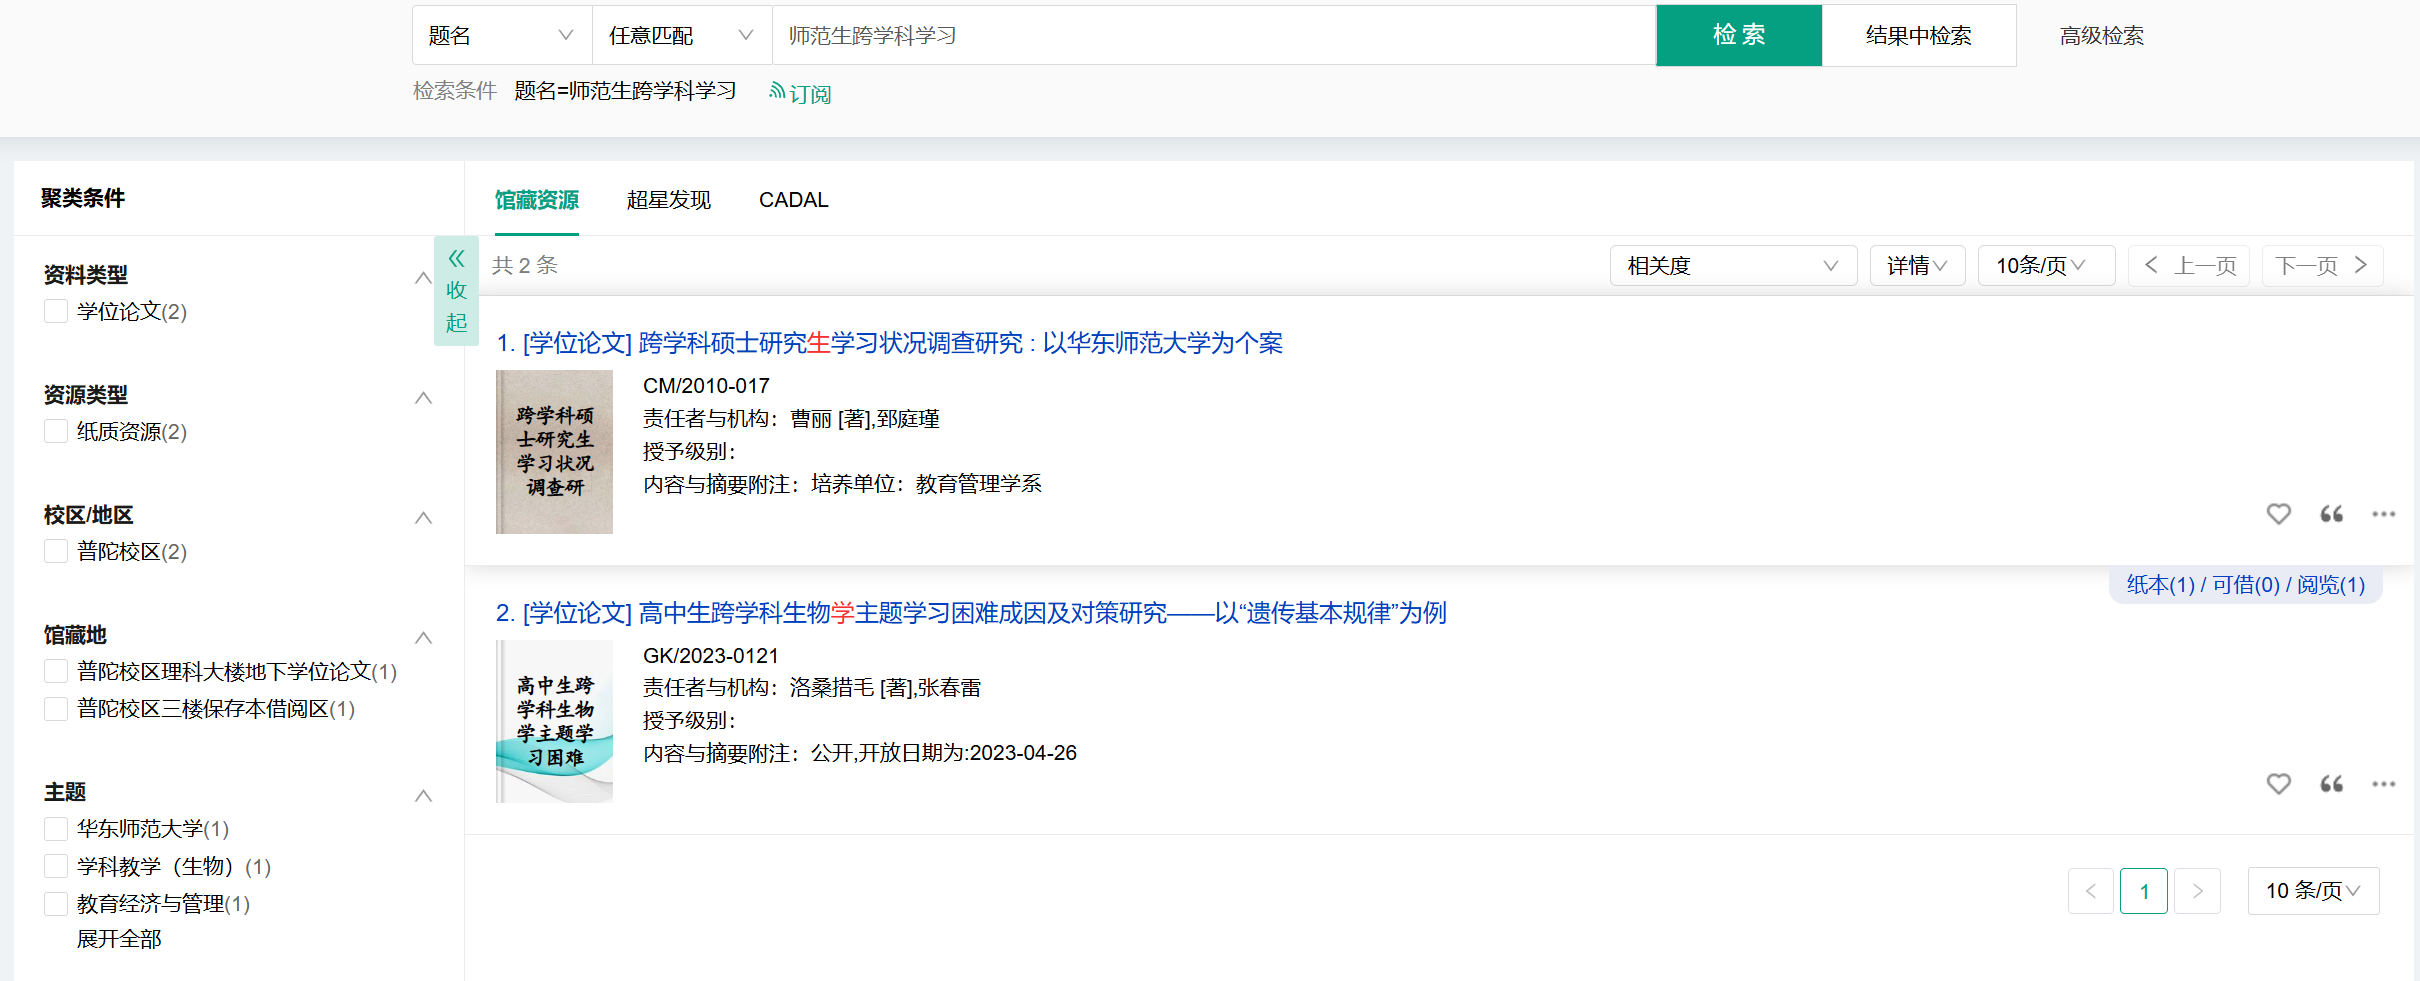 题名 任意匹配 师范生跨学科学习 检 索 结果中检索 高级检索
检索条件 题名=师范生跨学科学习 订阅
聚类条件
馆藏资源 超星发现 CADAL
收起
共 2 条 相关度 详情 10条/页 上一页 下一页
资料类型
学位论文(2)
资源类型
纸质资源(2)
校区/地区
普陀校区(2)
馆藏地
普陀校区理科大楼地下学位论文(1)
普陀校区三楼保存本借阅区(1)
主题
华东师范大学(1)
学科教学（生物）(1)
教育经济与管理(1)
展开全部
1. [学位论文] 跨学科硕士研究生学习状况调查研究 : 以华东师范大学为个案
跨学科硕
士研究生
学习状况
调查研
CM/2010-017
责任者与机构：曹丽 [著],郅庭瑾
授予级别：
内容与摘要附注：培养单位：教育管理学系
纸本(1) / 可借(0) / 阅览(1)
2. [学位论文] 高中生跨学科生物学主题学习困难成因及对策研究——以“遗传基本规律”为例
高中生跨
学科生物
学主题学
习困难
GK/2023-0121
责任者与机构：洛桑措毛 [著],张春雷
授予级别：
内容与摘要附注：公开,开放日期为:2023-04-26
1 10 条/页